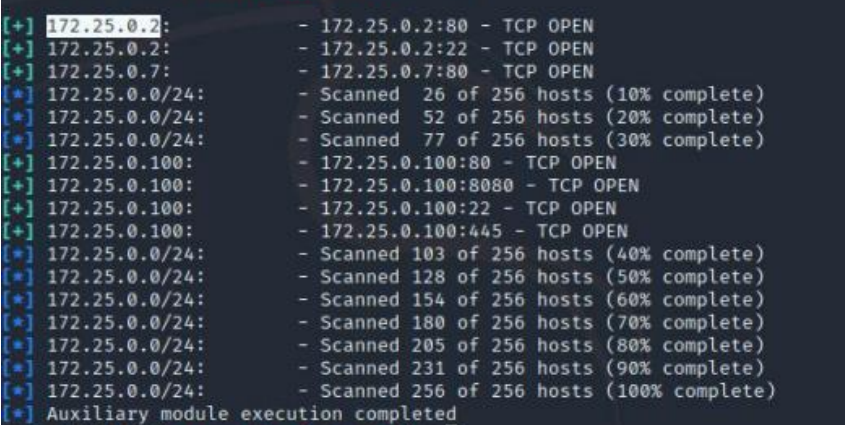 [+] 172.25.0.2: - 172.25.0.2:80 - TCP OPEN
[+] 172.25.0.2: - 172.25.0.2:22 - TCP OPEN
[+] 172.25.0.7: - 172.25.0.7:80 - TCP OPEN
[*] 172.25.0.0/24: - Scanned 26 of 256 hosts (10% complete)
[*] 172.25.0.0/24: - Scanned 52 of 256 hosts (20% complete)
[*] 172.25.0.0/24: - Scanned 77 of 256 hosts (30% complete)
[+] 172.25.0.100: - 172.25.0.100:80 - TCP OPEN
[+] 172.25.0.100: - 172.25.0.100:8080 - TCP OPEN
[+] 172.25.0.100: - 172.25.0.100:22 - TCP OPEN
[+] 172.25.0.100: - 172.25.0.100:445 - TCP OPEN
[*] 172.25.0.0/24: - Scanned 103 of 256 hosts (40% complete)
[*] 172.25.0.0/24: - Scanned 128 of 256 hosts (50% complete)
[*] 172.25.0.0/24: - Scanned 154 of 256 hosts (60% complete)
[*] 172.25.0.0/24: - Scanned 180 of 256 hosts (70% complete)
[*] 172.25.0.0/24: - Scanned 205 of 256 hosts (80% complete)
[*] 172.25.0.0/24: - Scanned 231 of 256 hosts (90% complete)
[*] 172.25.0.0/24: - Scanned 256 of 256 hosts (100% complete)
[*] Auxiliary module execution completed